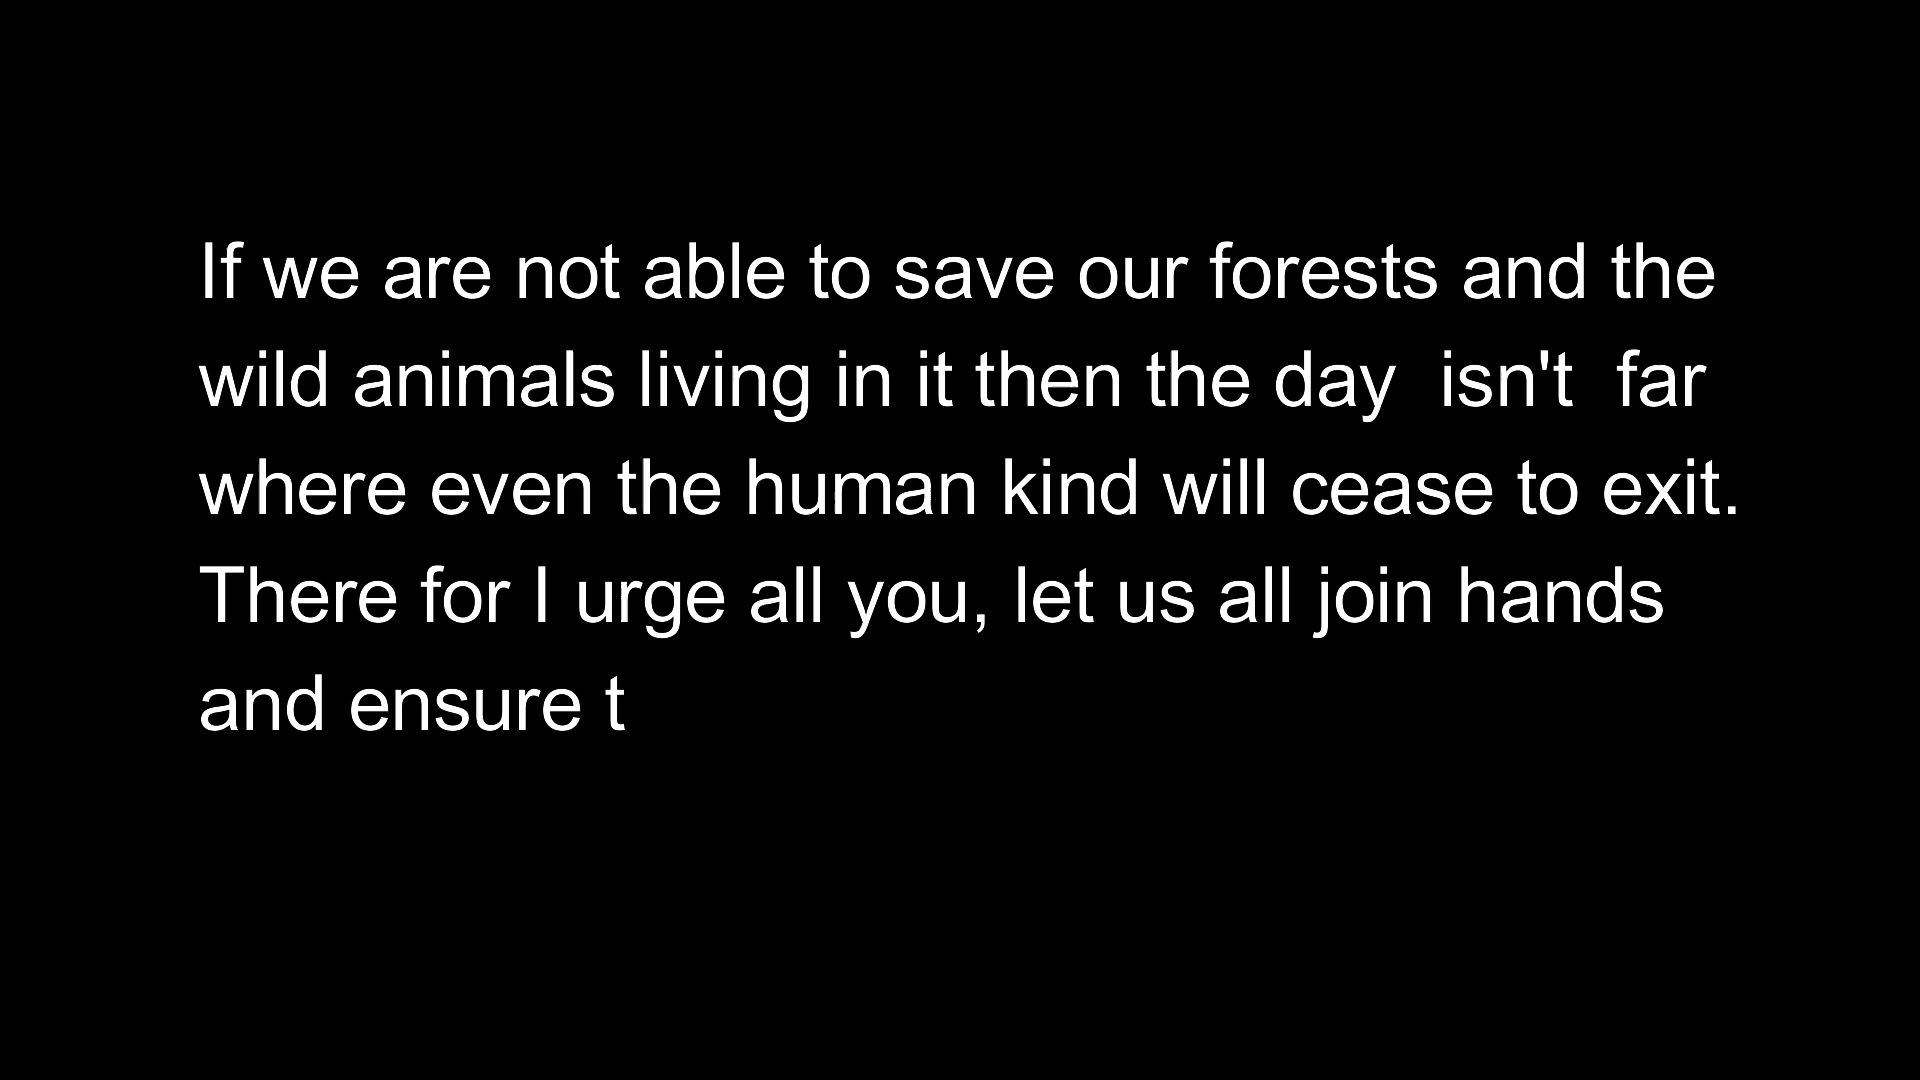 If we are not able to save our forests and the
wild animals living in it then the day  isn't  far
where even the human kind will cease to exit.
There for I urge all you, let us all join hands
and ensure t